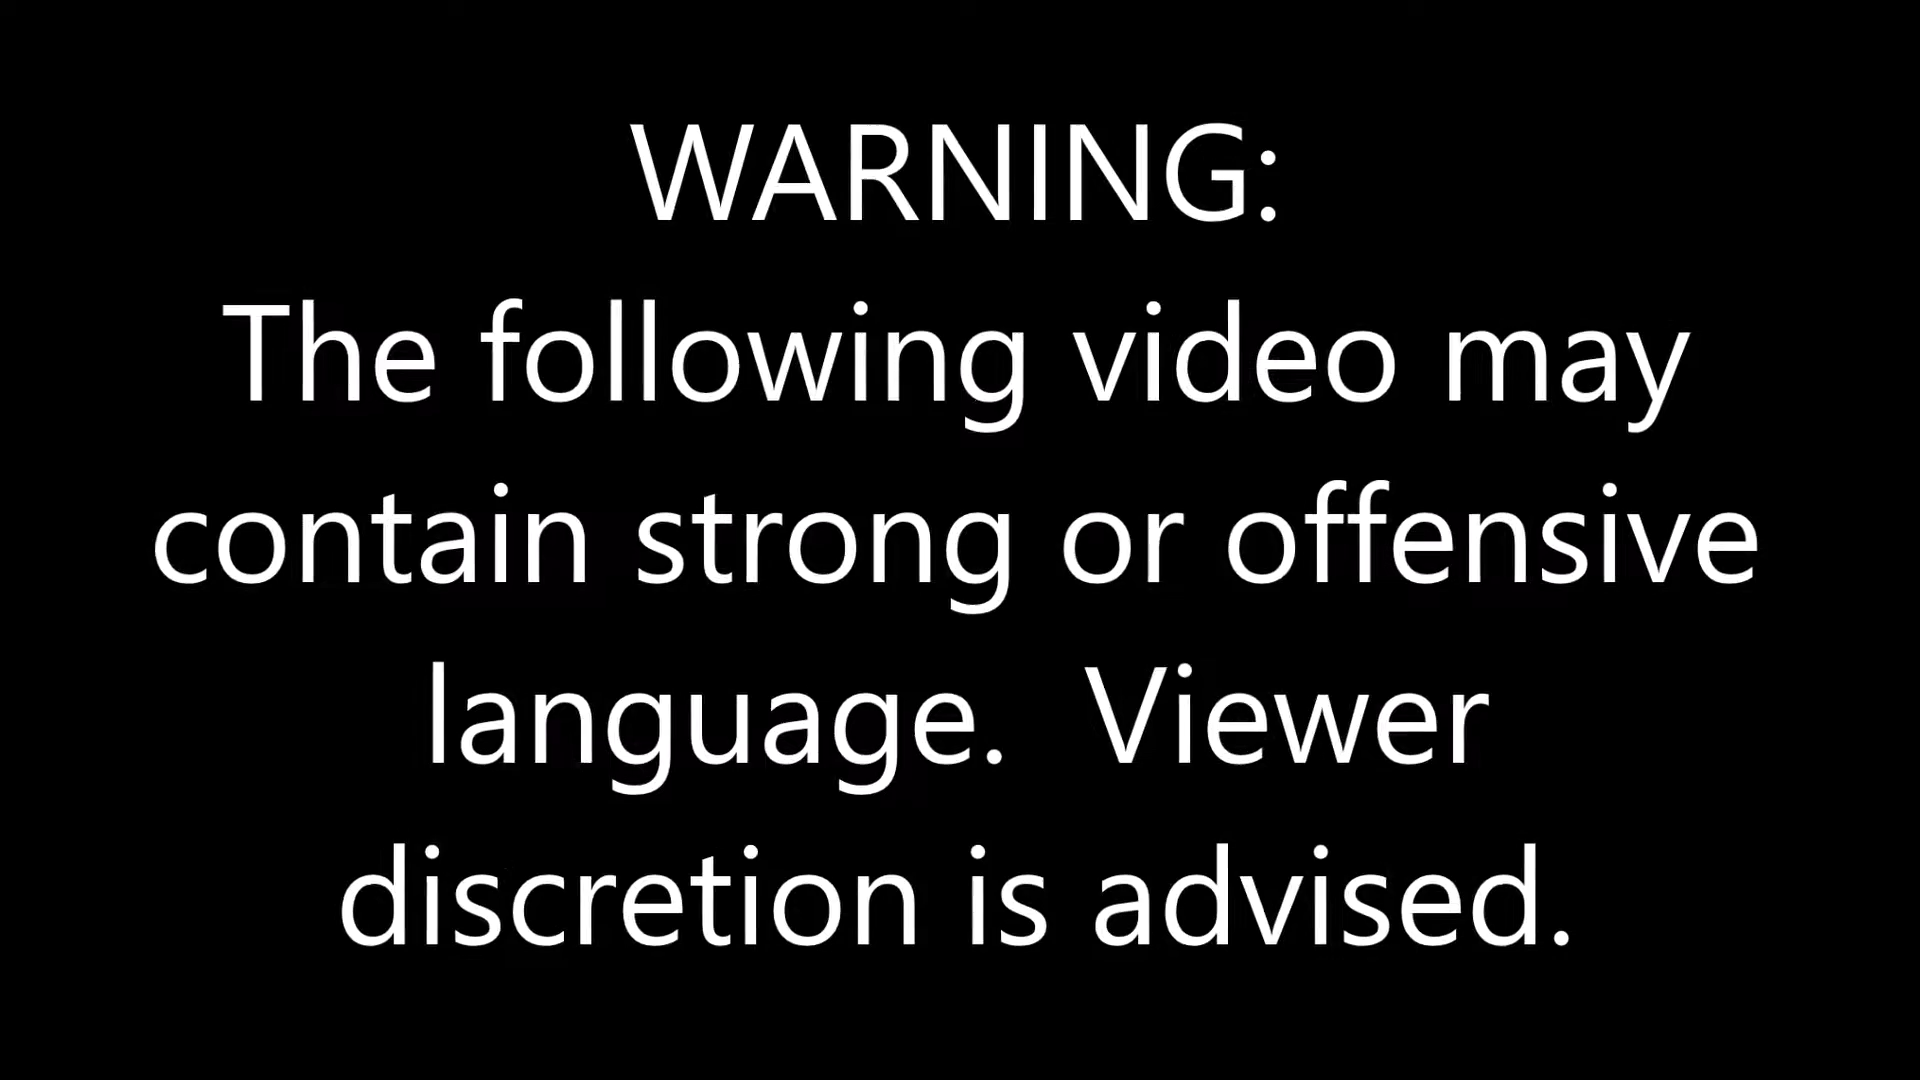 WARNING:
The following video may
contain strong or offensive
language.  Viewer
discretion is advised.